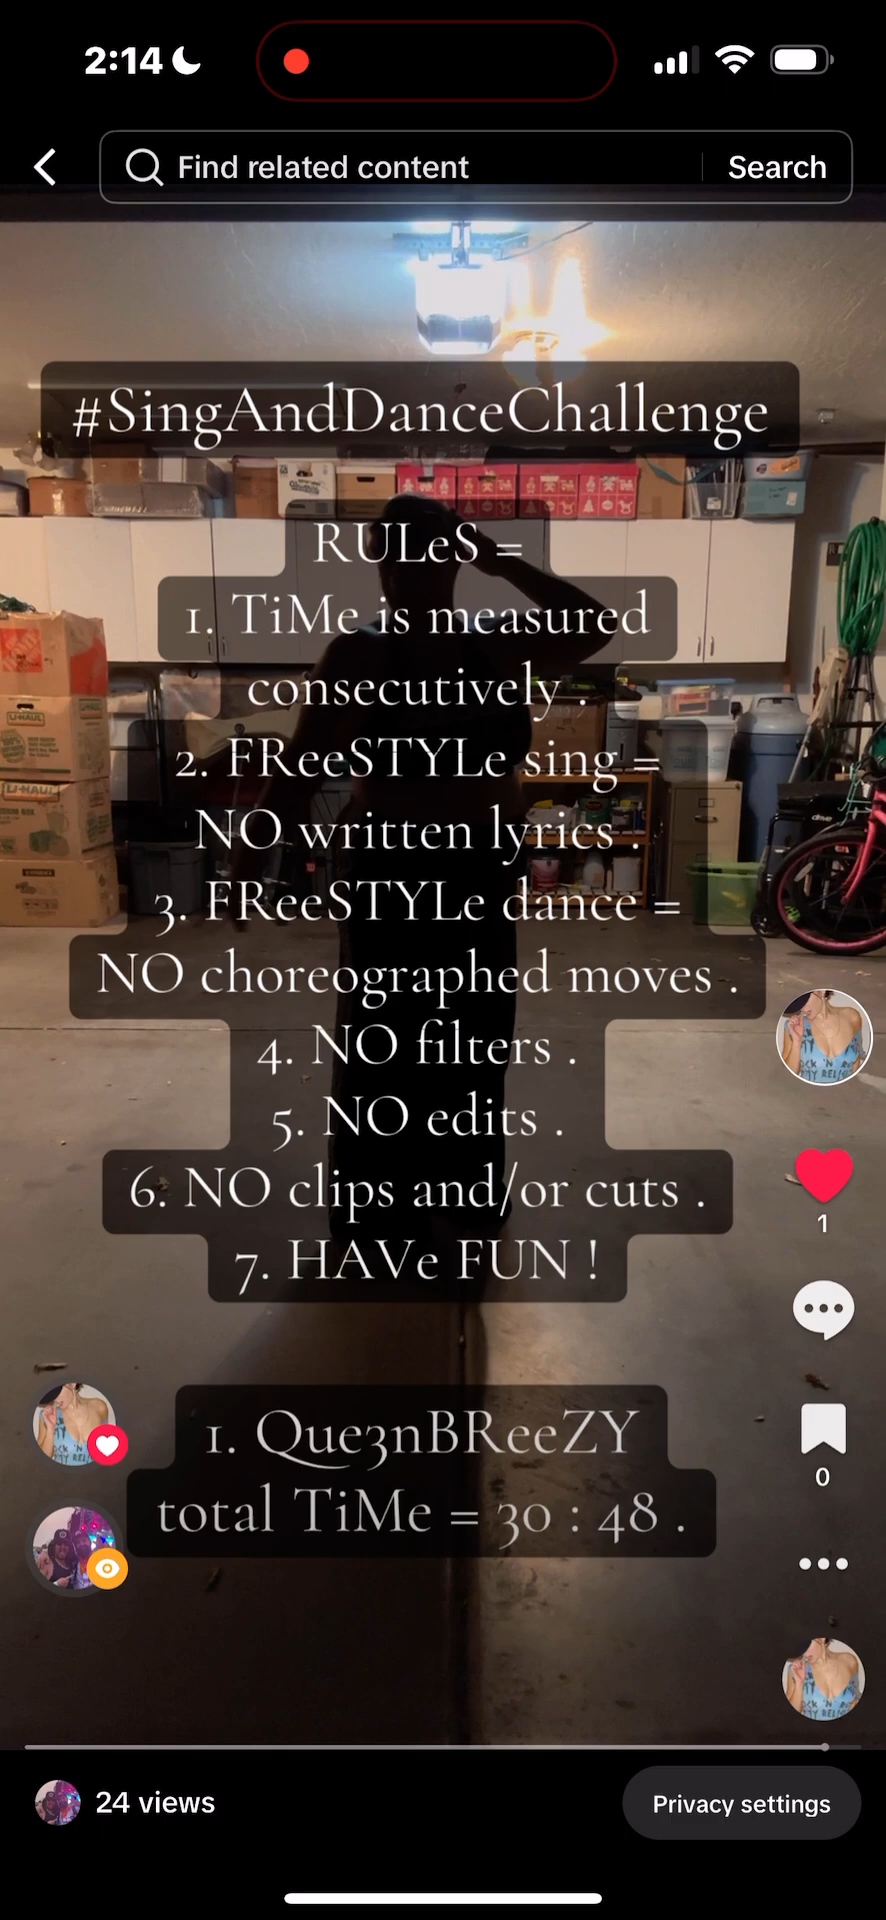 2:14
Find related content
Search
#SingAndDanceChallenge
RULeS =
1. TiMe is measured
consecutively .
2. FReeSTYLe sing =
NO written lyrics .
3. FReeSTYLe dance =
NO choreographed moves .
4. NO filters .
5. NO edits .
6. NO clips and/or cuts .
7. HAVe FUN !
U-HAUL
U-HAUL
1
1. Que3nBReeZY
total TiMe = 30 : 48 .
0
24 views
Privacy settings